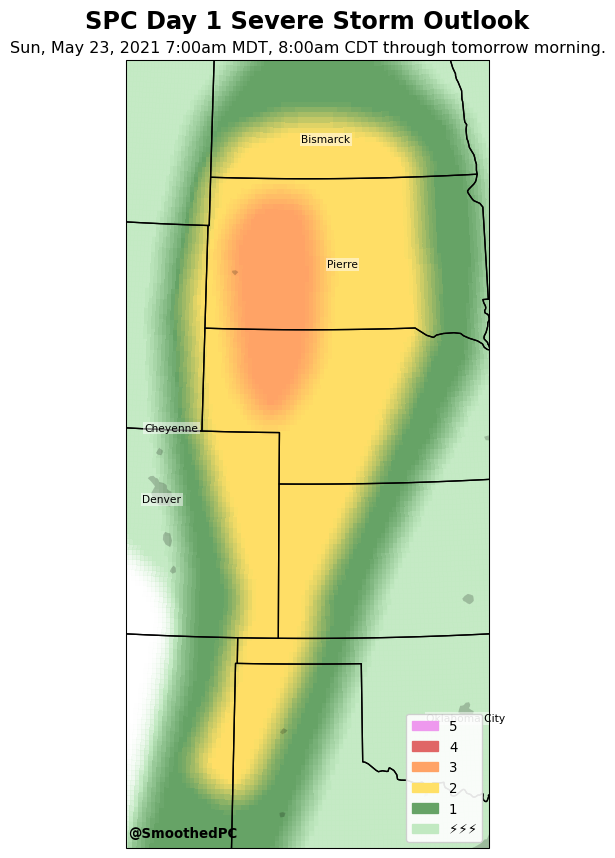 SPC Day 1 Severe Storm Outlook
Sun, May 23, 2021 7:00am MDT, 8:00am CDT through tomorrow morning.
Bismarck
Pierre
Cheyenne
Denver
Oklahoma City
5
4
3
2
1
⚡⚡⚡
@SmoothedPC